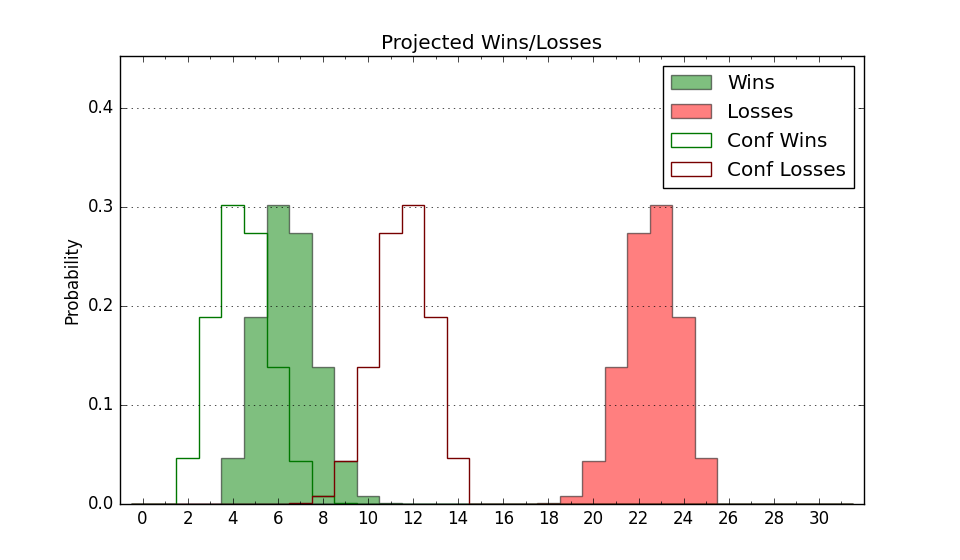 Projected Wins/Losses
Wins
Losses
Conf Wins
Conf Losses
Probability
0.4
0.3
0.2
0.1
0.0
0 2 4 6 8 10 12 14 16 18 20 22 24 26 28 30